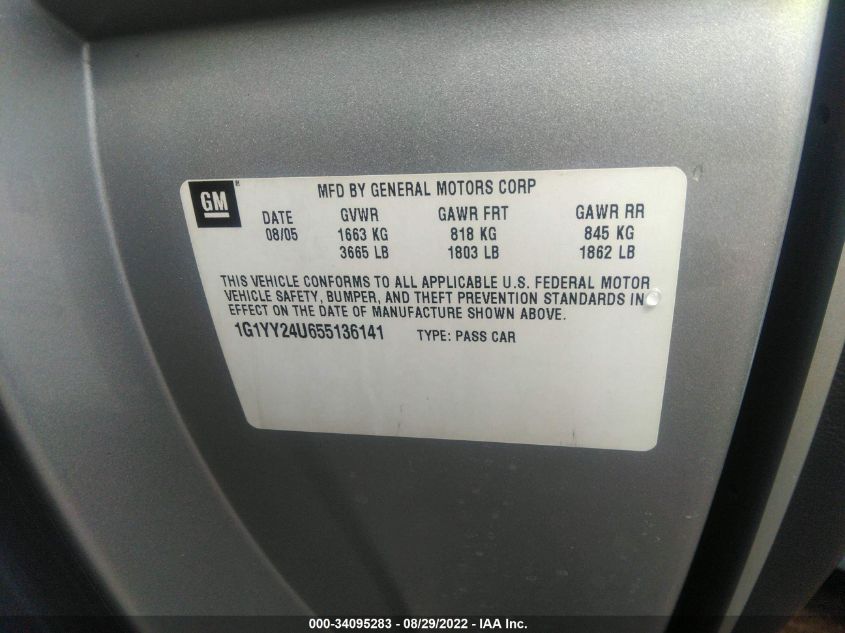 GM
MFD BY GENERAL MOTORS CORP
DATE GVWR GAWR FRT GAWR RR
08/05 1663 KG 818 KG 845 KG
3665 LB 1803 LB 1862 LB
THIS VEHICLE CONFORMS TO ALL APPLICABLE U.S. FEDERAL MOTOR
VEHICLE SAFETY, BUMPER, AND THEFT PREVENTION STANDARDS IN
EFFECT ON THE DATE OF MANUFACTURE SHOWN ABOVE.
1G1YY24U655136141 TYPE: PASS CAR
000-34095283 - 08/29/2022 - IAA Inc.